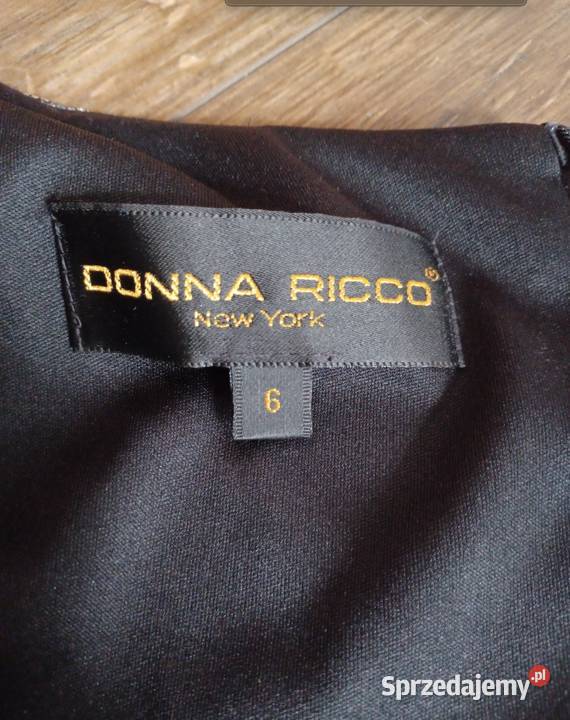 DONNA RICCO®
New York
6
Sprzedajemy.pl